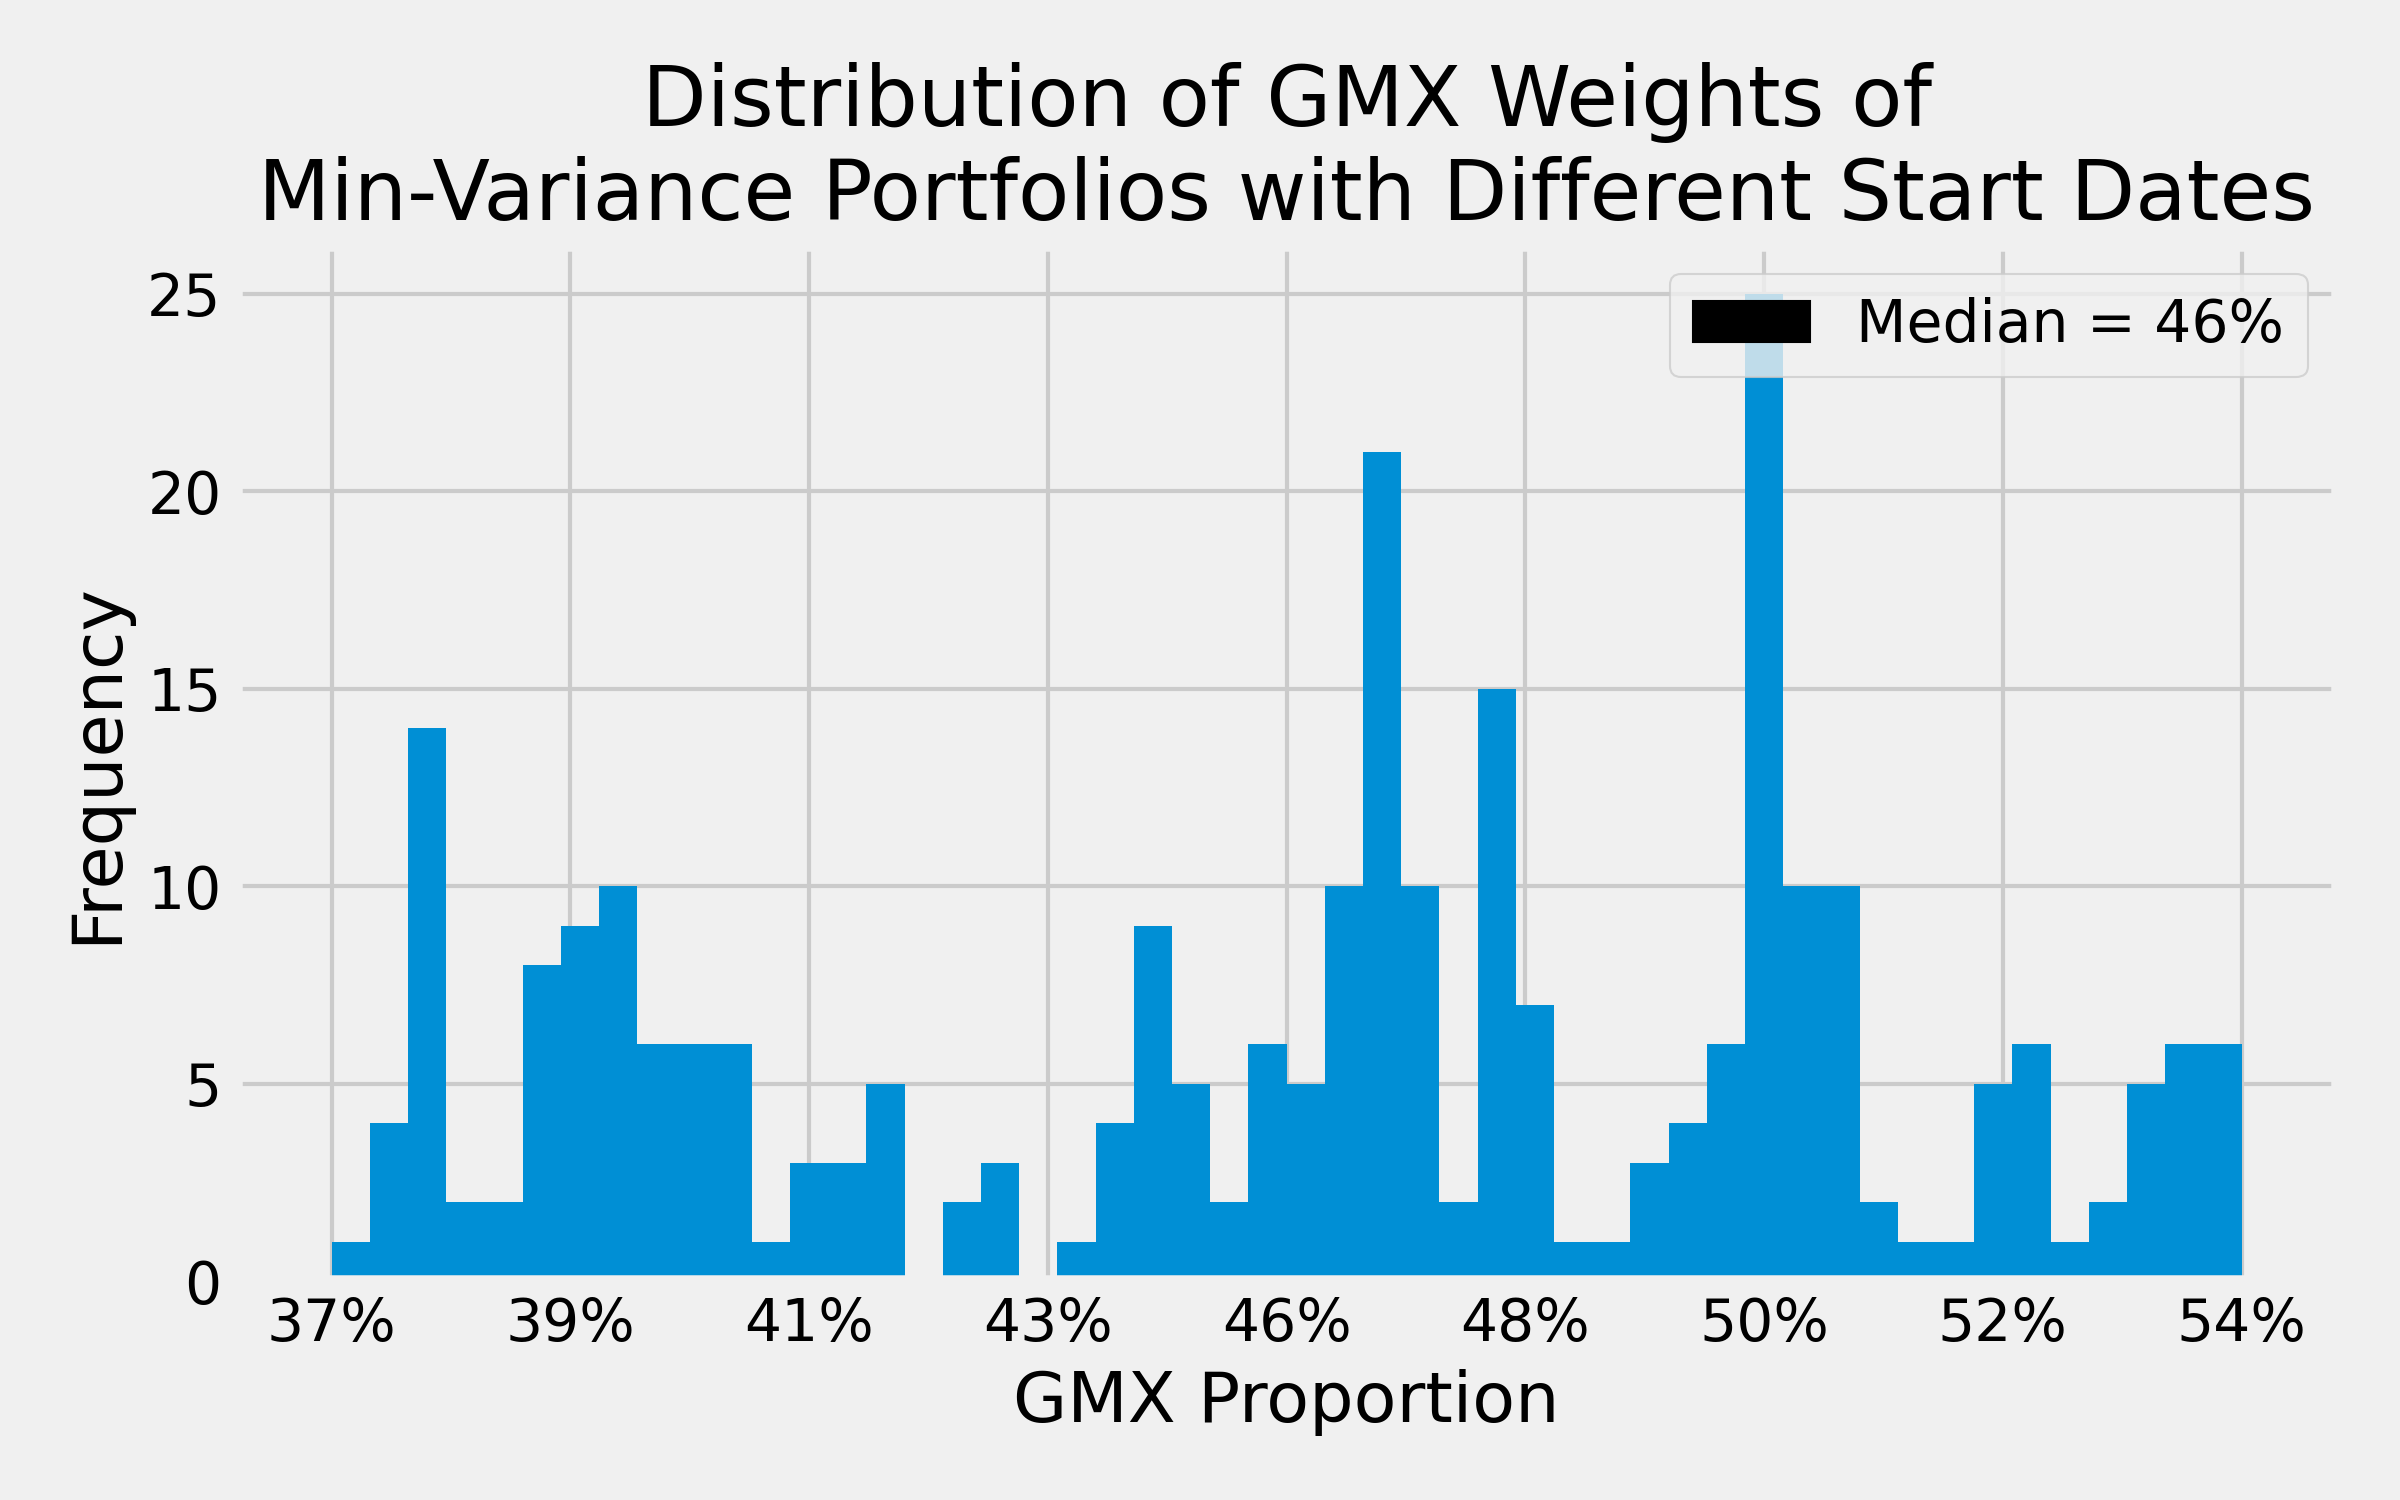 Distribution of GMX Weights of
Min-Variance Portfolios with Different Start Dates
Median = 46%
25
20
15
10
5
0
Frequency
37% 39% 41% 43% 46% 48% 50% 52% 54%
GMX Proportion